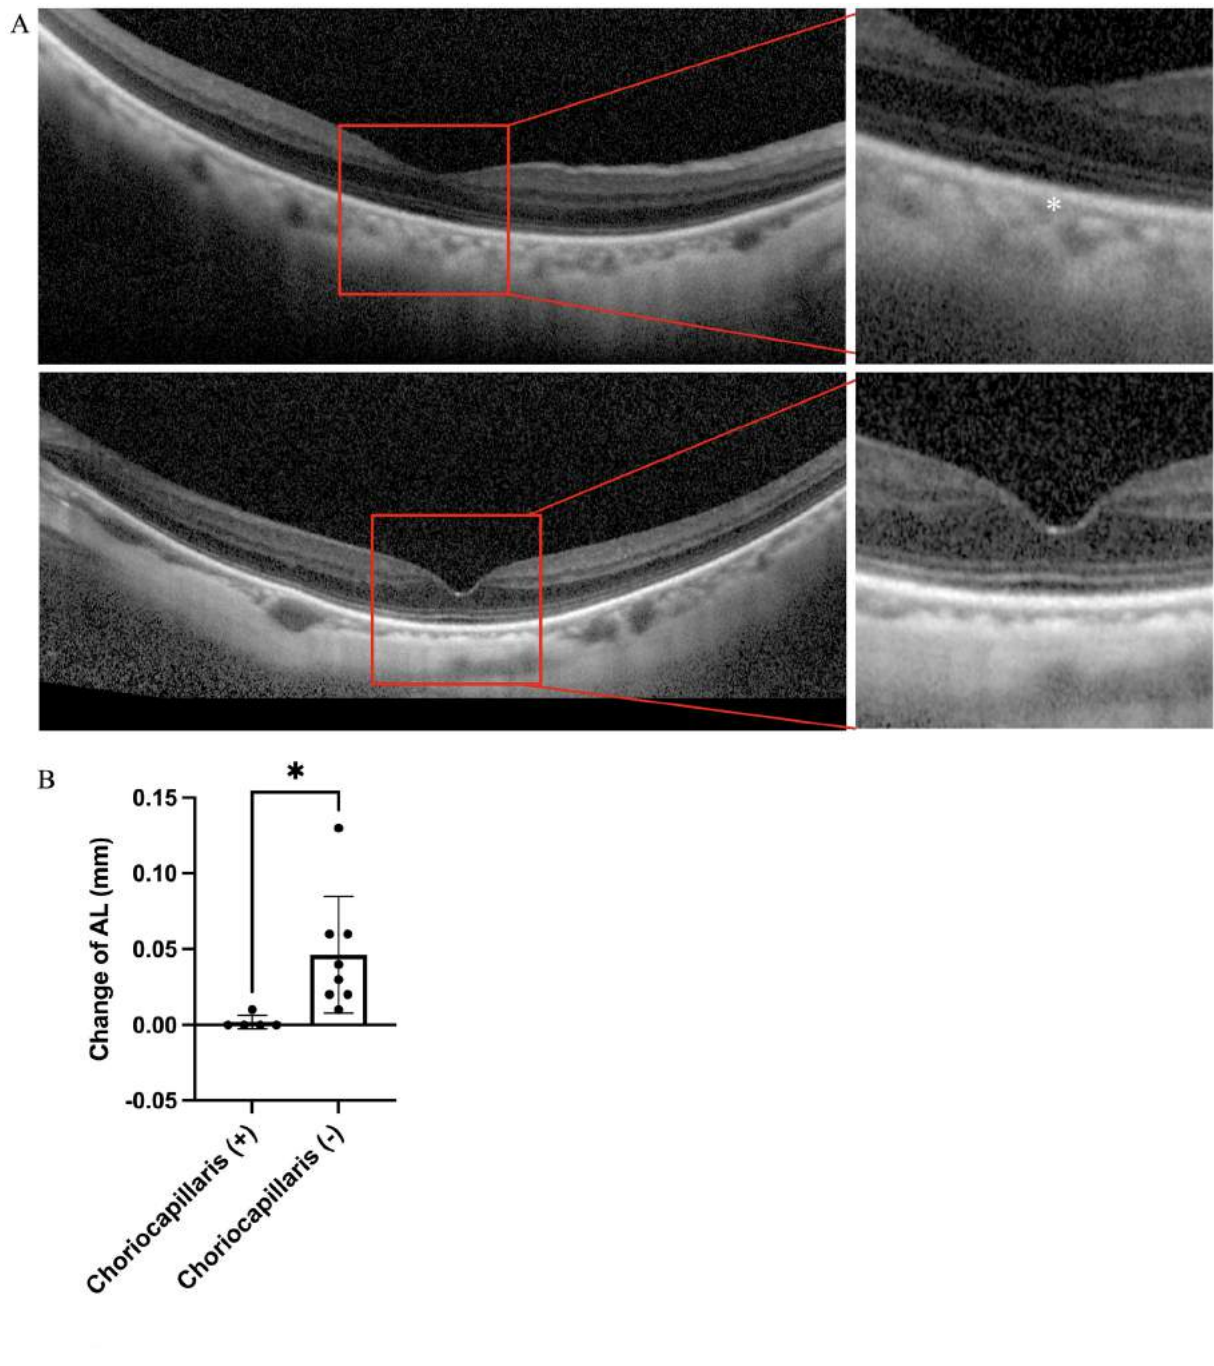 A
*
B
*
0.15
0.10
0.05
0.00
-0.05
Change of AL (mm)
Choriocapillaris (+)
Choriocapillaris (-)